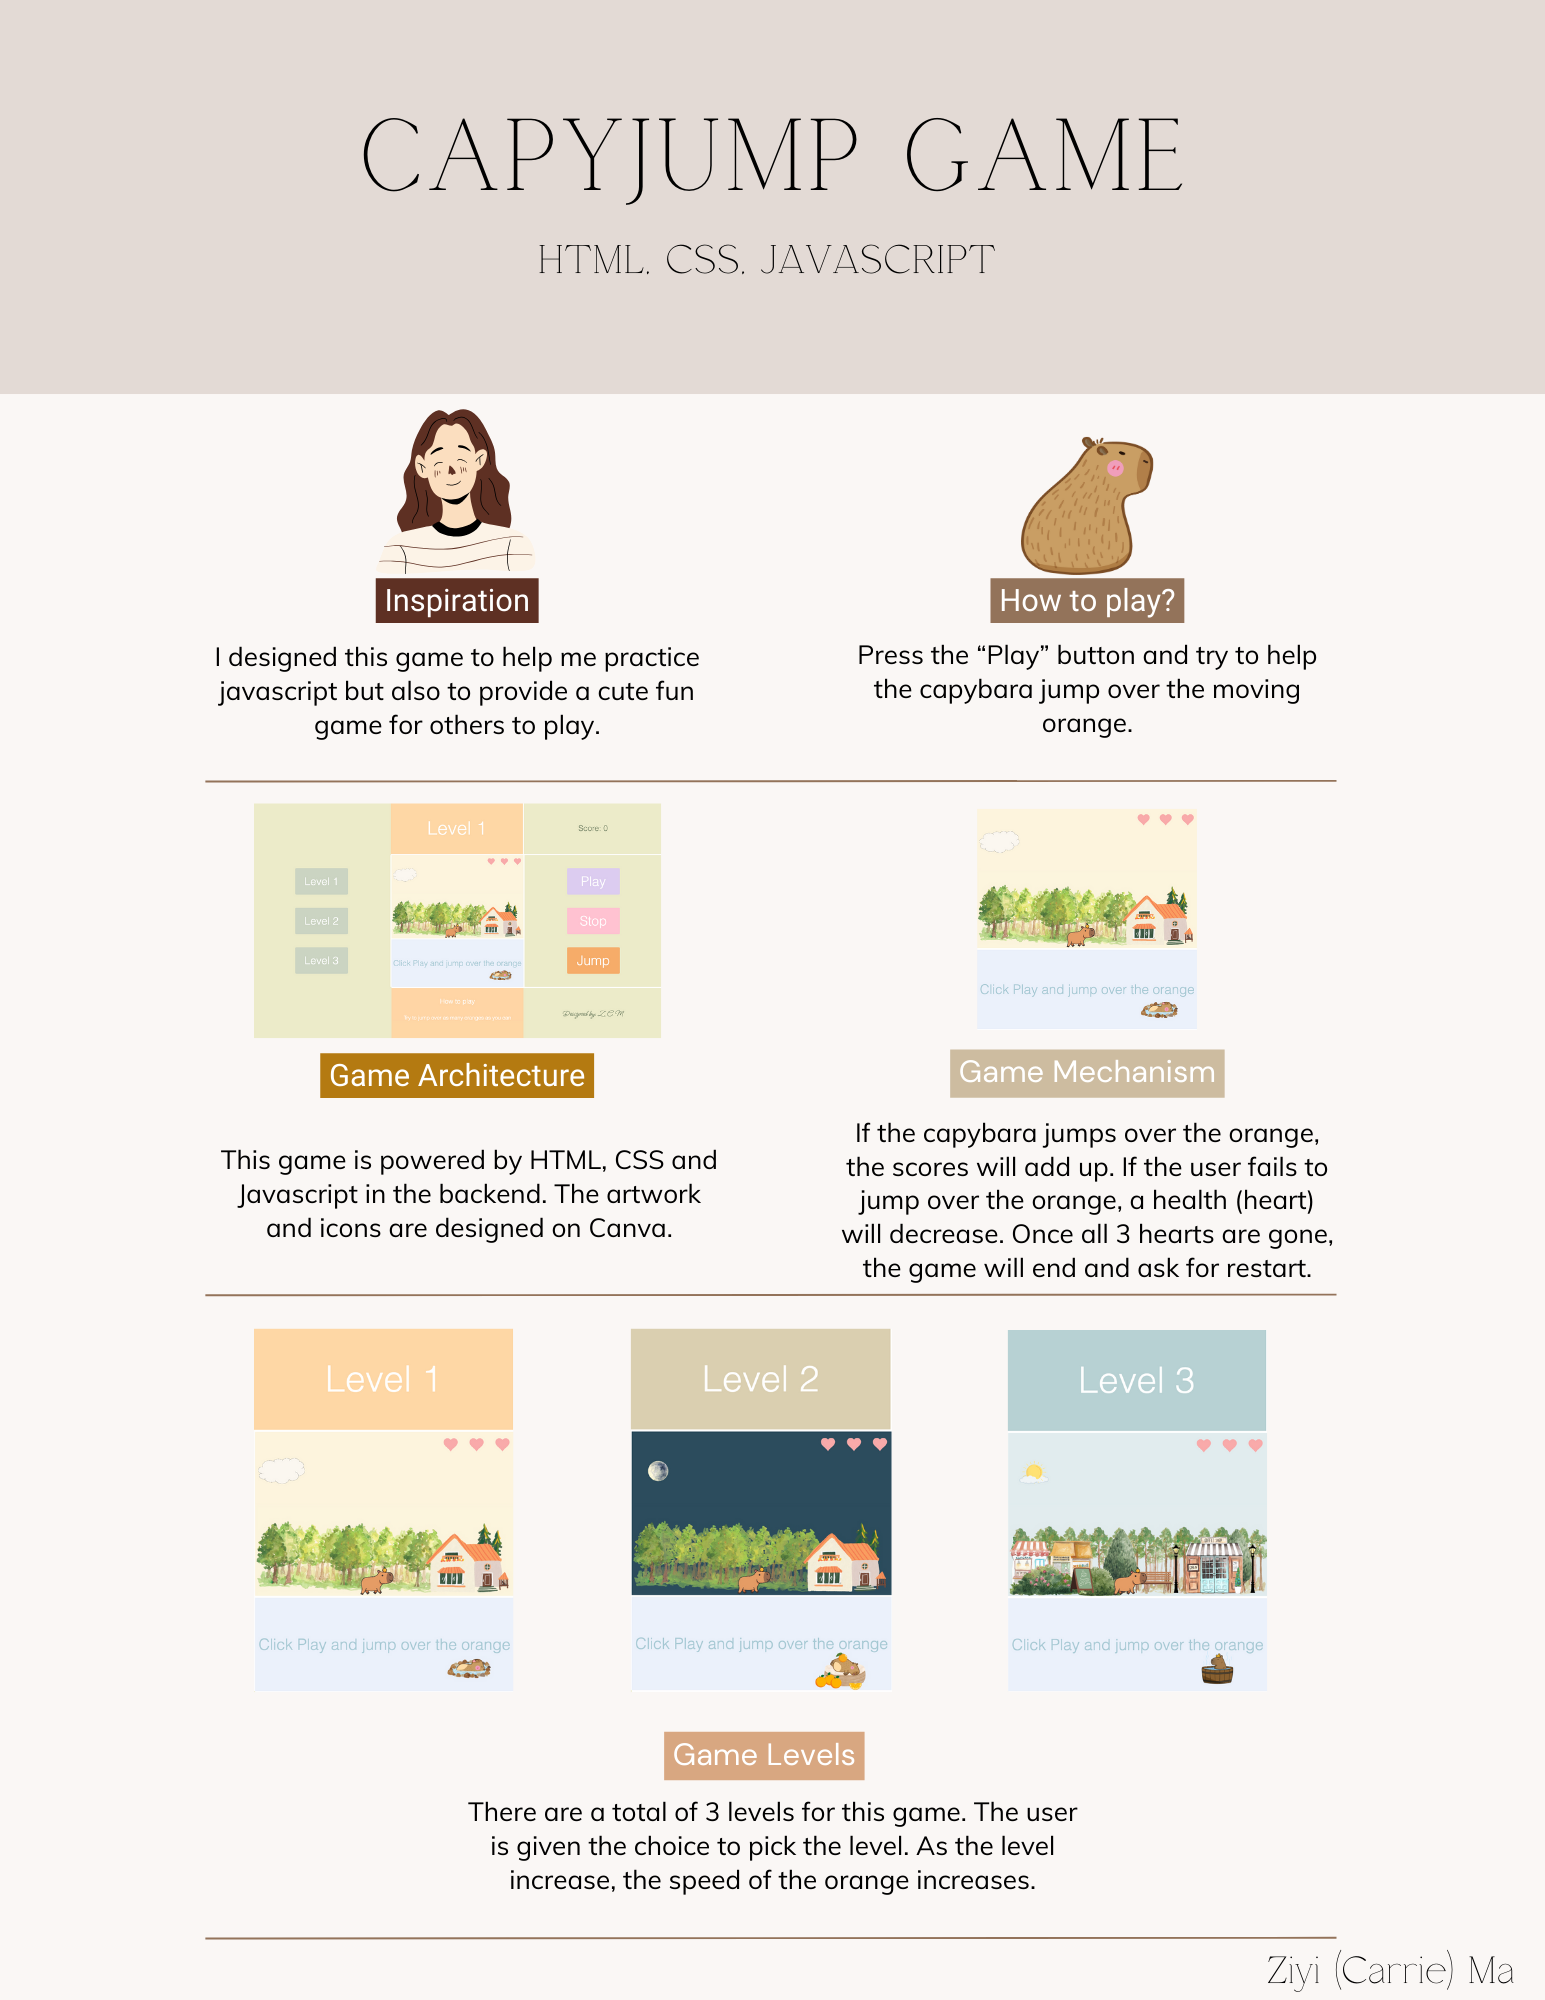 CAPYJUMP GAME
HTML, CSS, JAVASCRIPT
Inspiration
I designed this game to help me practice
javascript but also to provide a cute fun
game for others to play.
How to play?
Press the “Play” button and try to help
the capybara jump over the moving
orange.
Level 1
Score: 0
Level 1
Level 2
Level 3
Play
Stop
Jump
Click Play and jump over the orange
How to play
Designed by: Z.C.M
Game Architecture
This game is powered by HTML, CSS and
Javascript in the backend. The artwork
and icons are designed on Canva.
Click Play and jump over the orange
Game Mechanism
If the capybara jumps over the orange,
the scores will add up. If the user fails to
jump over the orange, a health (heart)
will decrease. Once all 3 hearts are gone,
the game will end and ask for restart.
Level 1
Click Play and jump over the orange
Level 2
Click Play and jump over the orange
Level 3
Click Play and jump over the orange
Game Levels
There are a total of 3 levels for this game. The user
is given the choice to pick the level. As the level
increase, the speed of the orange increases.
Ziyi (Carrie) Ma